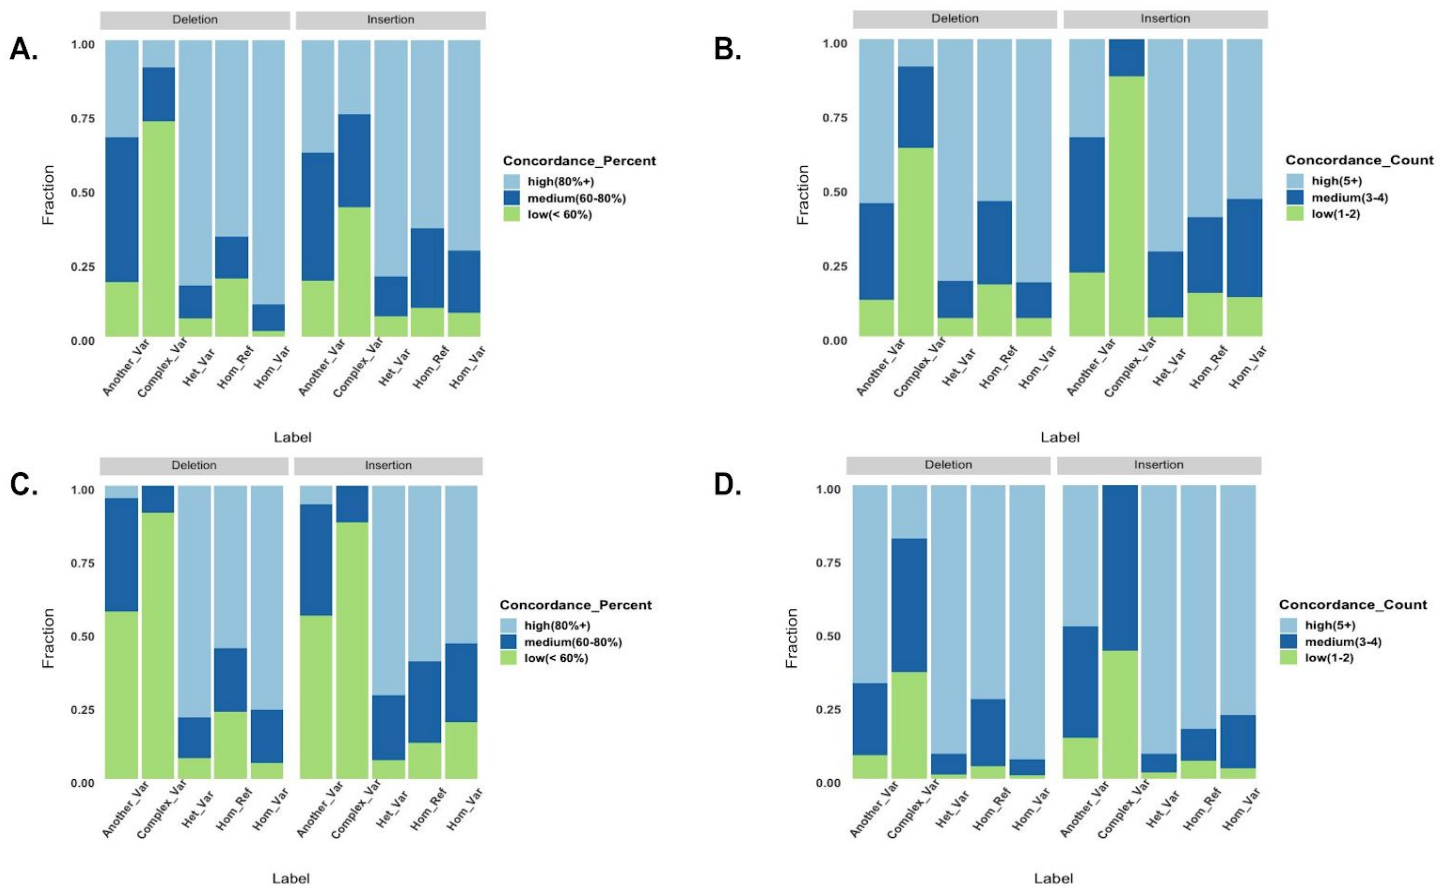 A.
Deletion Insertion
1.00
0.75
0.50
0.25
0.00
Fraction
Another_Var Complex_Var Het_Var Hom_Ref Hom_Var Another_Var Complex_Var Het_Var Hom_Ref Hom_Var
Label
Concordance_Percent
high(80%+)
medium(60-80%)
low(< 60%)
B.
Deletion Insertion
1.00
0.75
0.50
0.25
0.00
Fraction
Another_Var Complex_Var Het_Var Hom_Ref Hom_Var Another_Var Complex_Var Het_Var Hom_Ref Hom_Var
Label
Concordance_Count
high(5+)
medium(3-4)
low(1-2)
C.
Deletion Insertion
1.00
0.75
0.50
0.25
0.00
Fraction
Another_Var Complex_Var Het_Var Hom_Ref Hom_Var Another_Var Complex_Var Het_Var Hom_Ref Hom_Var
Label
Concordance_Percent
high(80%+)
medium(60-80%)
low(< 60%)
D.
Deletion Insertion
1.00
0.75
0.50
0.25
0.00
Fraction
Another_Var Complex_Var Het_Var Hom_Ref Hom_Var Another_Var Complex_Var Het_Var Hom_Ref Hom_Var
Label
Concordance_Count
high(5+)
medium(3-4)
low(1-2)